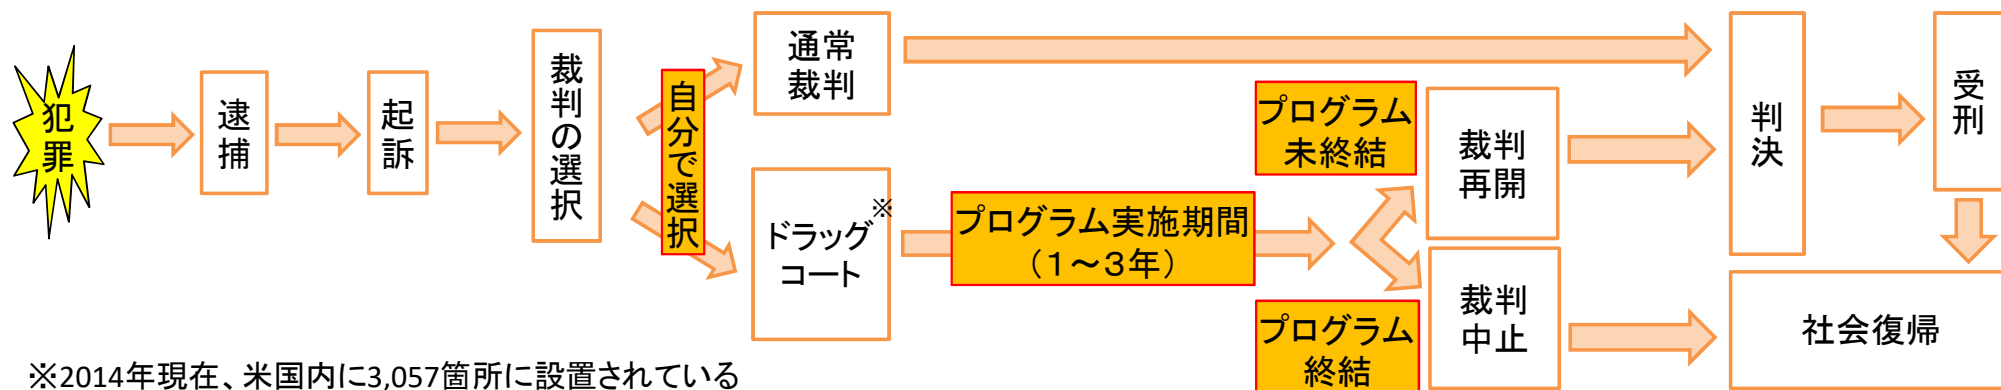 犯罪
逮捕
起訴
裁判の選択
自分で選択
通常
裁判
ドラッグ※
コート
プログラム実施期間
（１～３年）
プログラム
未終結
裁判
再開
プログラム
終結
裁判
中止
判決
受刑
社会復帰
※2014年現在、米国内に3,057箇所に設置されている